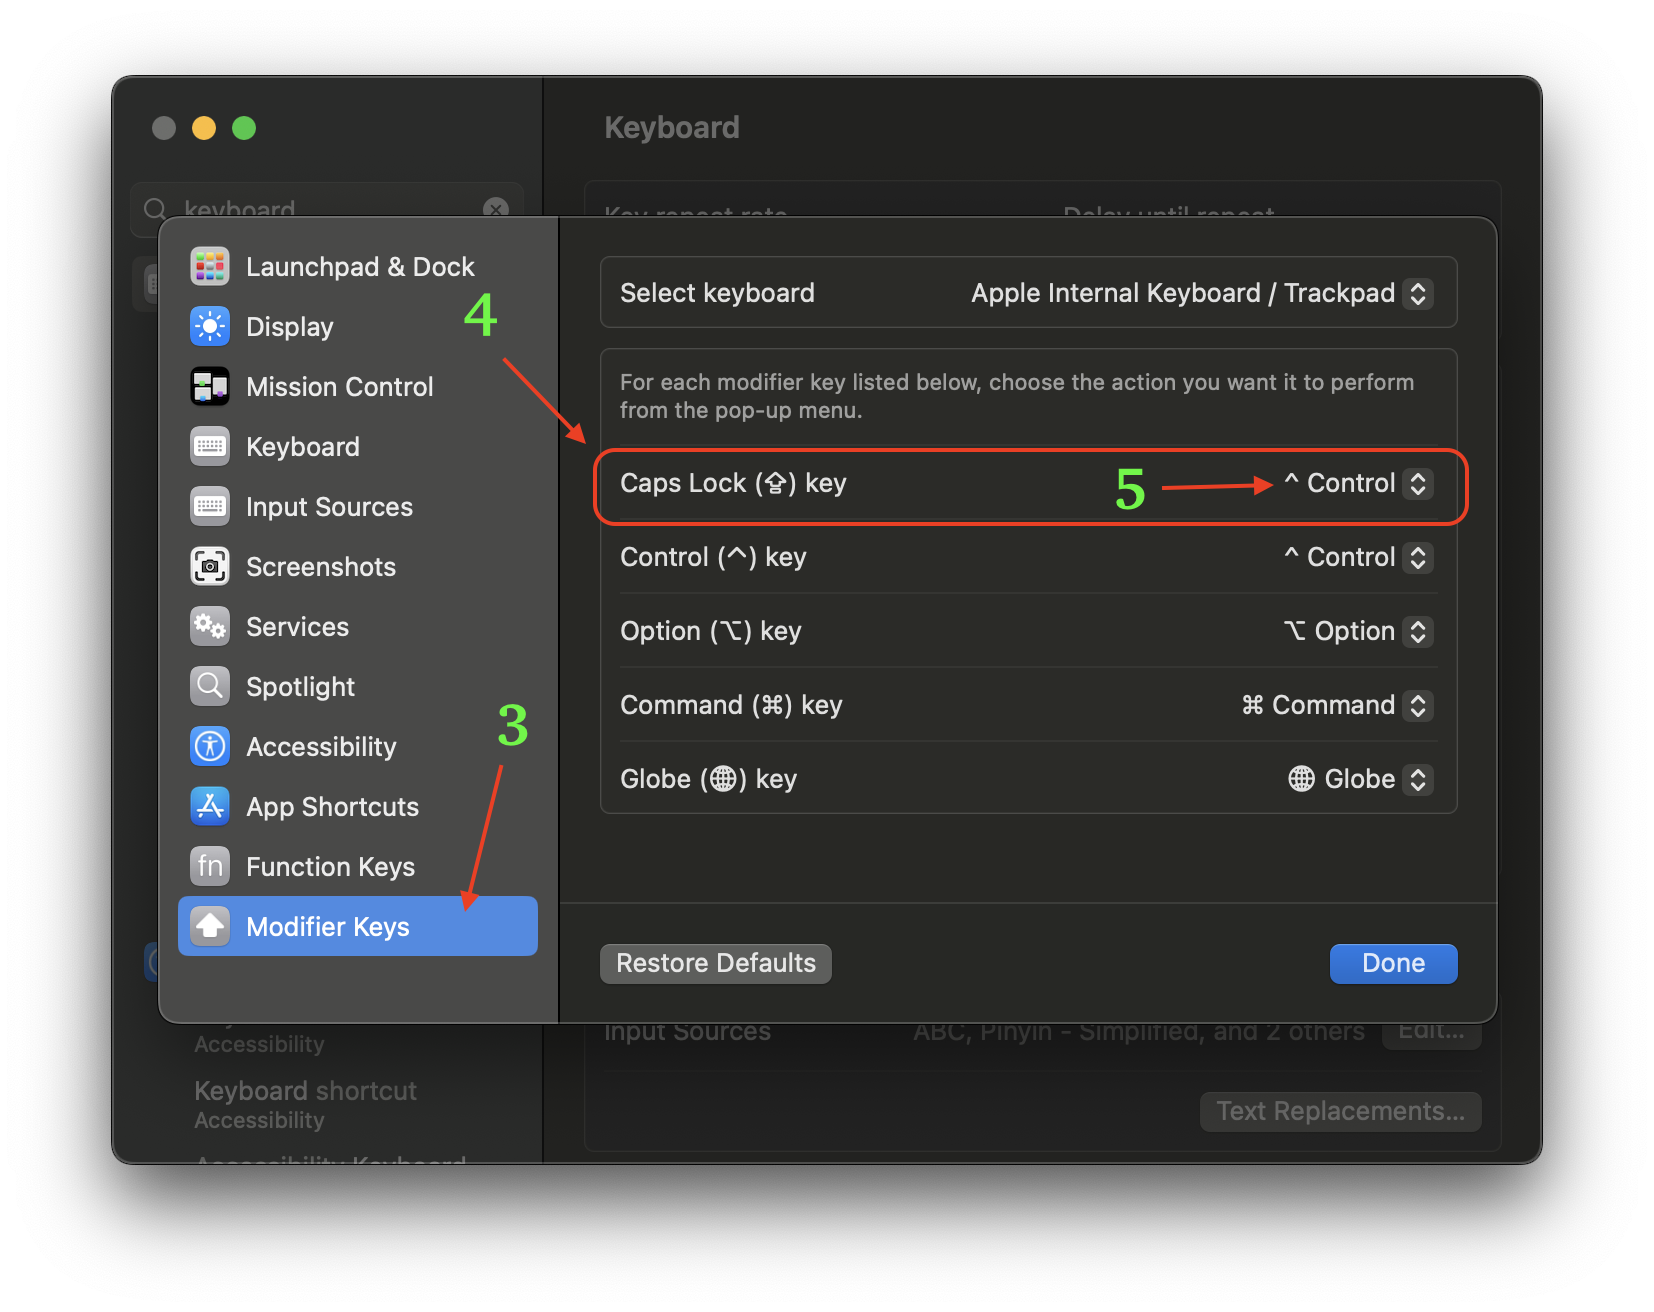 Keyboard
keyboard
Key repeat rate
Delay until repeat
Launchpad & Dock
Display
Mission Control
Keyboard
Input Sources
Screenshots
Services
Spotlight
Accessibility
App Shortcuts
fn
Function Keys
Modifier Keys
4
3
Select keyboard
Apple Internal Keyboard / Trackpad
For each modifier key listed below, choose the action you want it to perform
from the pop-up menu.
Caps Lock (⇪) key
5
^ Control
Control (^) key
^ Control
Option (⌥) key
⌥ Option
Command (⌘) key
⌘ Command
Globe (🌐) key
🌐 Globe
Restore Defaults
Done
Accessibility
Keyboard shortcut
Accessibility
Accessibility Keyboard
Input Sources
ABC, Pinyin - Simplified, and 2 others
Edit...
Text Replacements...